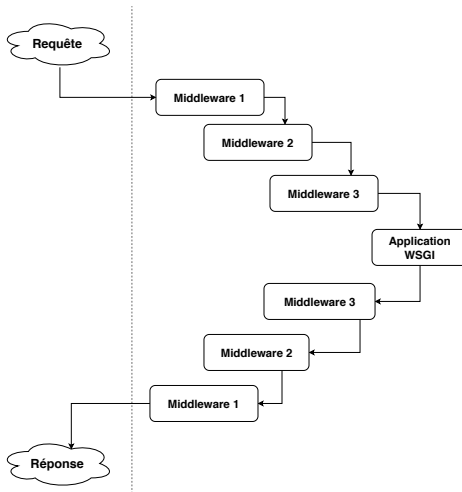 Requête
Middleware 1
Middleware 2
Middleware 3
Application
WSGI
Middleware 3
Middleware 2
Middleware 1
Réponse